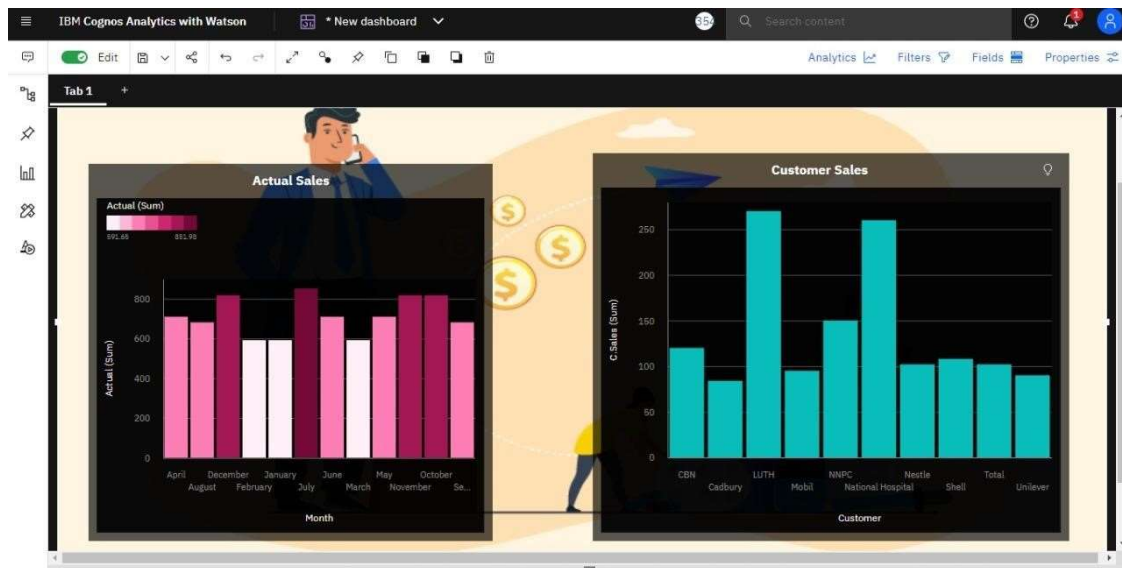 IBM Cognos Analytics with Watson
* New dashboard
354
Search content
1
Edit
Analytics
Filters
Fields
Properties
Tab 1
+
Actual Sales
Actual (Sum)
591.68
851.98
800
600
400
200
0
Actual (Sum)
April
December
January
June
May
October
August
February
July
March
November
Se...
Month
Customer Sales
250
200
150
100
50
0
C.Sales (Sum)
CBN
LUTH
NNPC
Nestle
Total
Cadbury
Mobil
National Hospital
Shell
Unilever
Customer